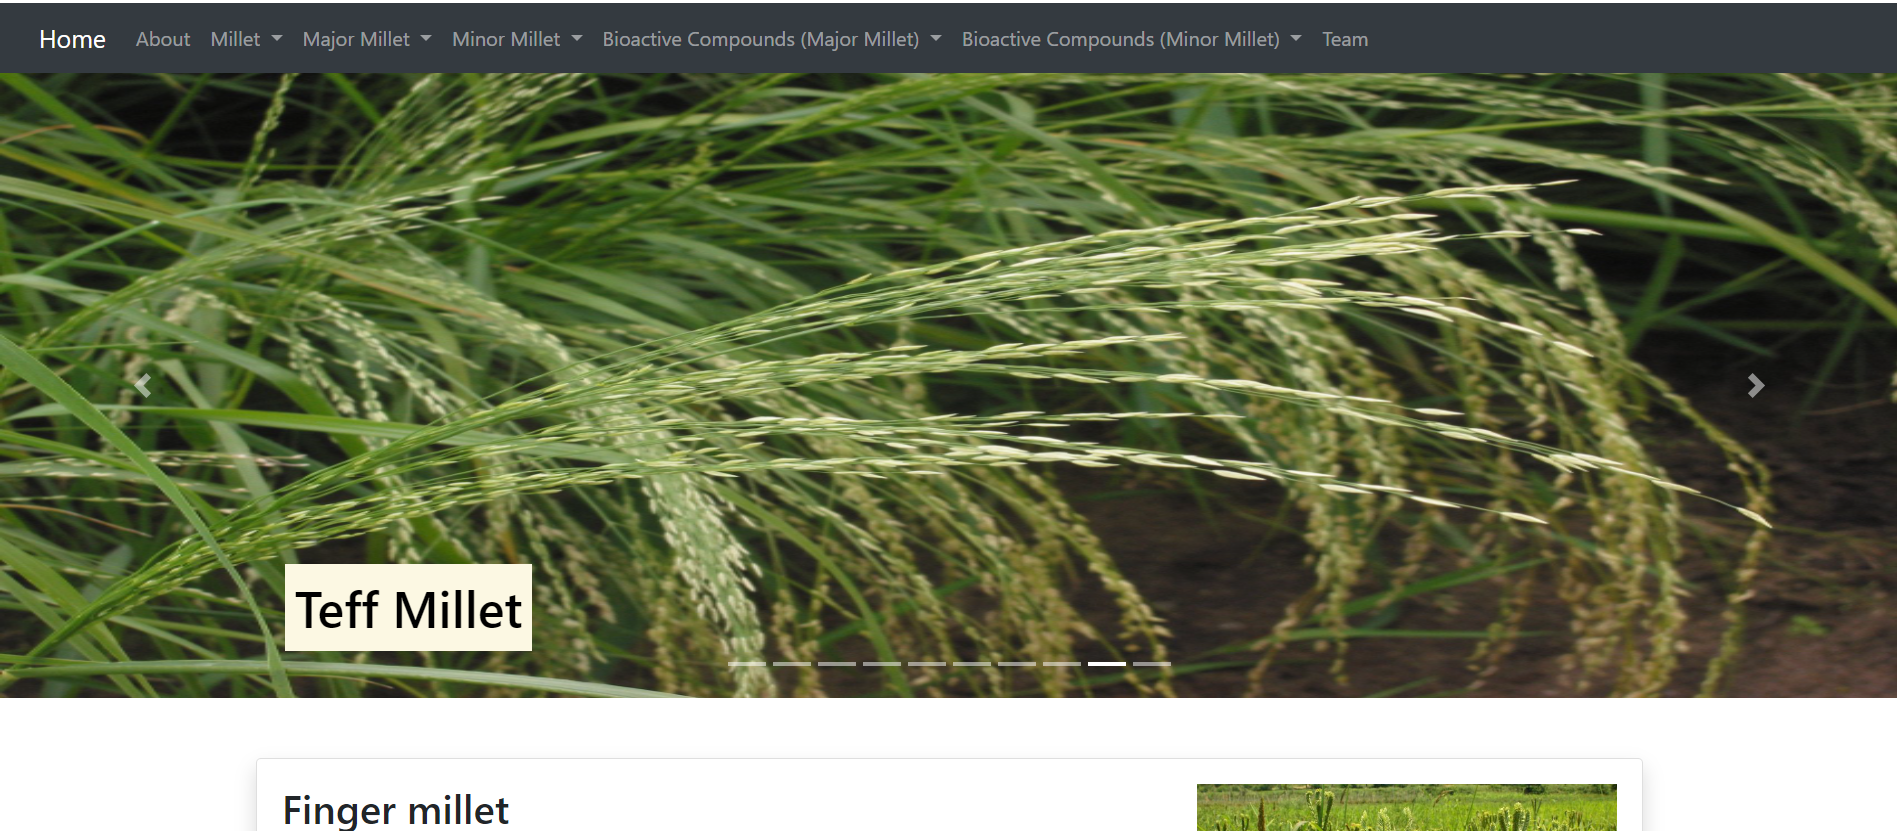 Home About Millet Major Millet Minor Millet Bioactive Compounds (Major Millet) Bioactive Compounds (Minor Millet) Team
Teff Millet
Finger millet